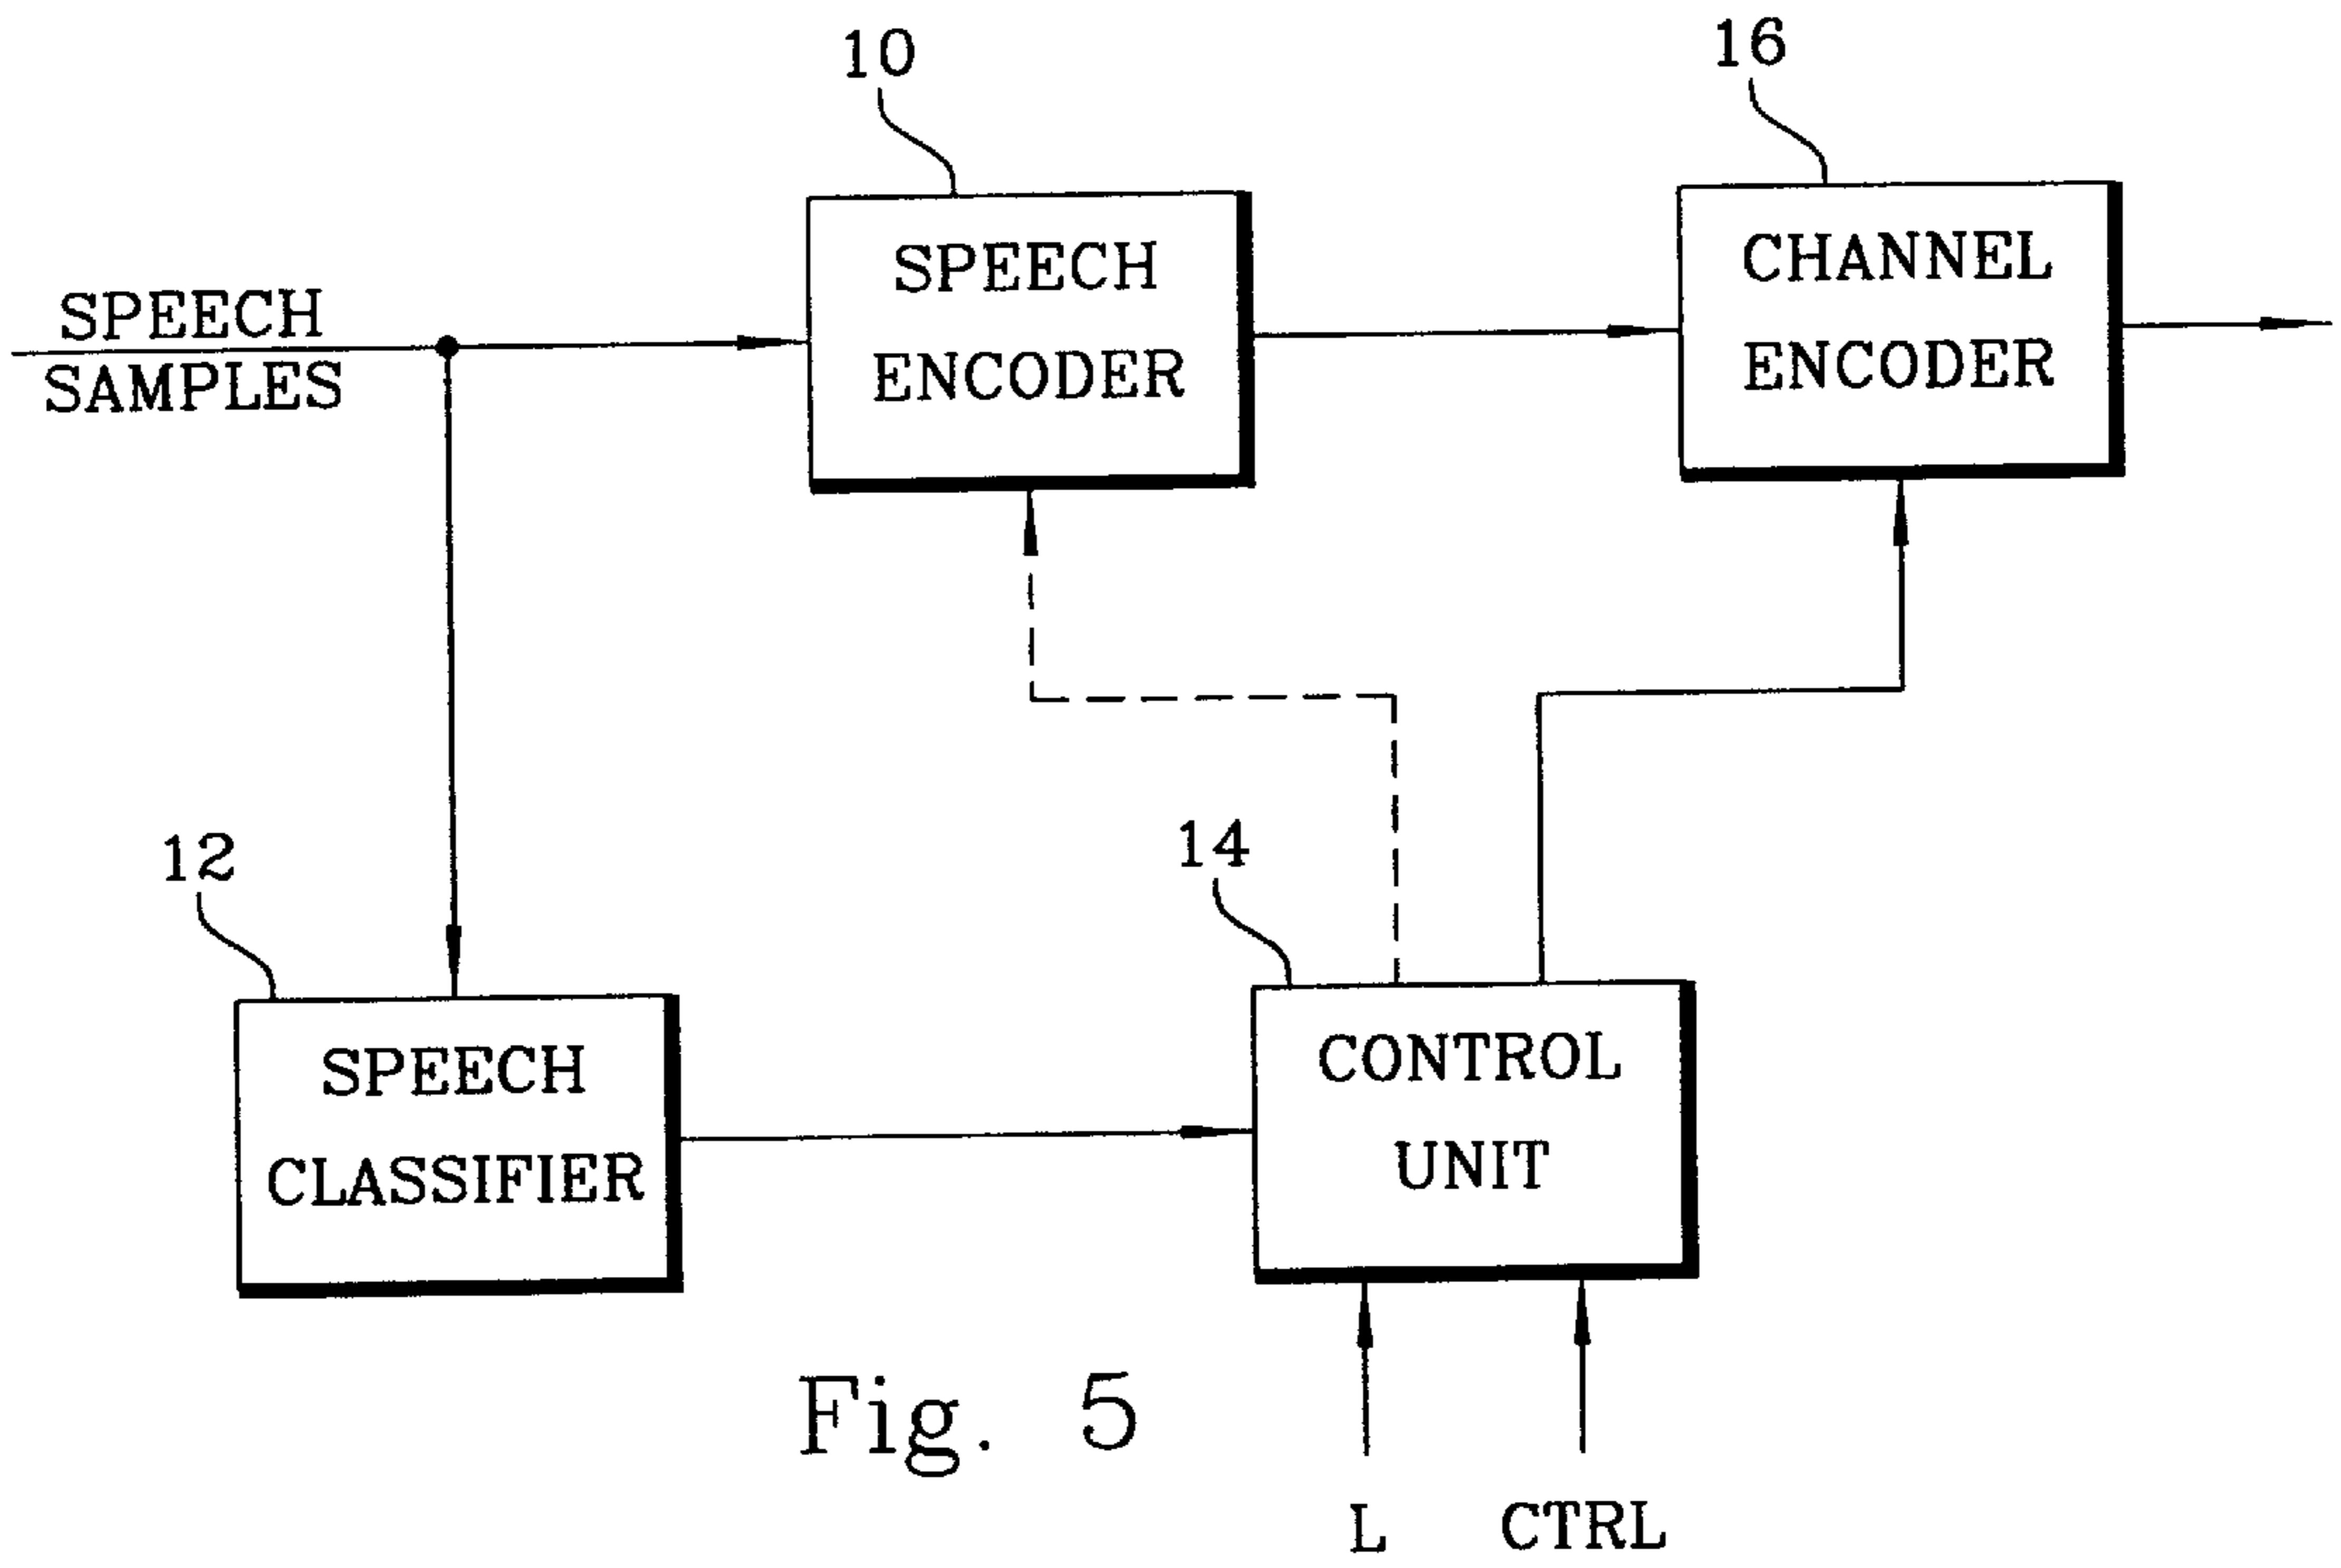 10
16
SPEECH
ENCODER
CHANNEL
ENCODER
SPEECH
SAMPLES
12
14
SPEECH
CLASSIFIER
CONTROL
UNIT
Fig. 5
L
CTRL